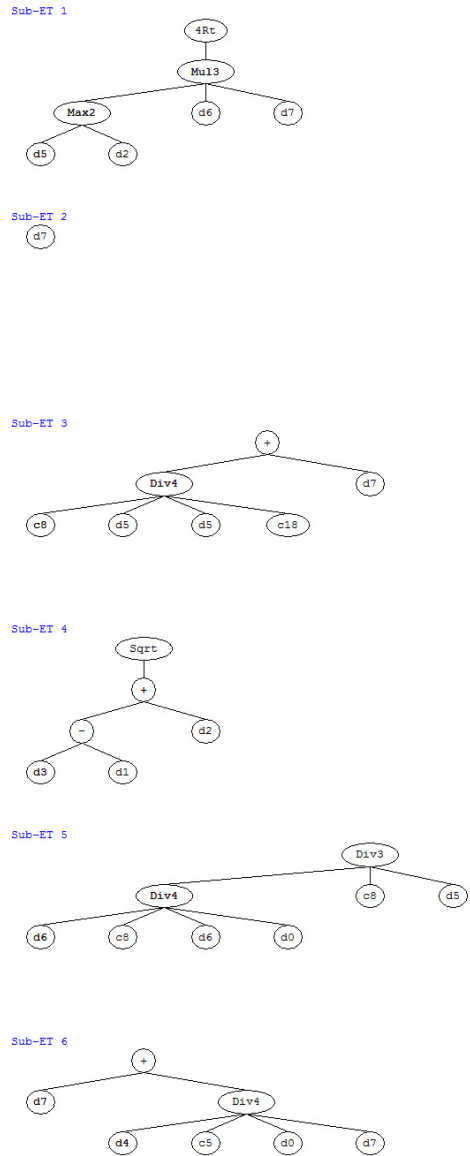 Sub-ET 1
4Rt
Mul3
Max2 d6 d7
d5 d2
Sub-ET 2
d7
Sub-ET 3
+
Div4 d7
c8 d5 d5 c18
Sub-ET 4
Sqrt
+
- d2
d3 d1
Sub-ET 5
Div3
Div4 c8 d5
d6 c8 d6 d0
Sub-ET 6
+
d7 Div4
d4 c5 d0 d7